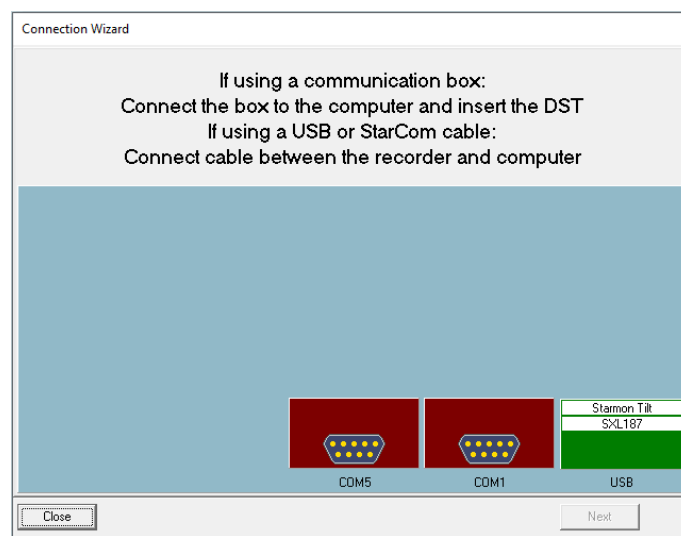 Connection Wizard
If using a communication box:
Connect the box to the computer and insert the DST
If using a USB or StarCom cable:
Connect cable between the recorder and computer
Starmon Tilt
SXL187
COM5
COM1
USB
Close
Next